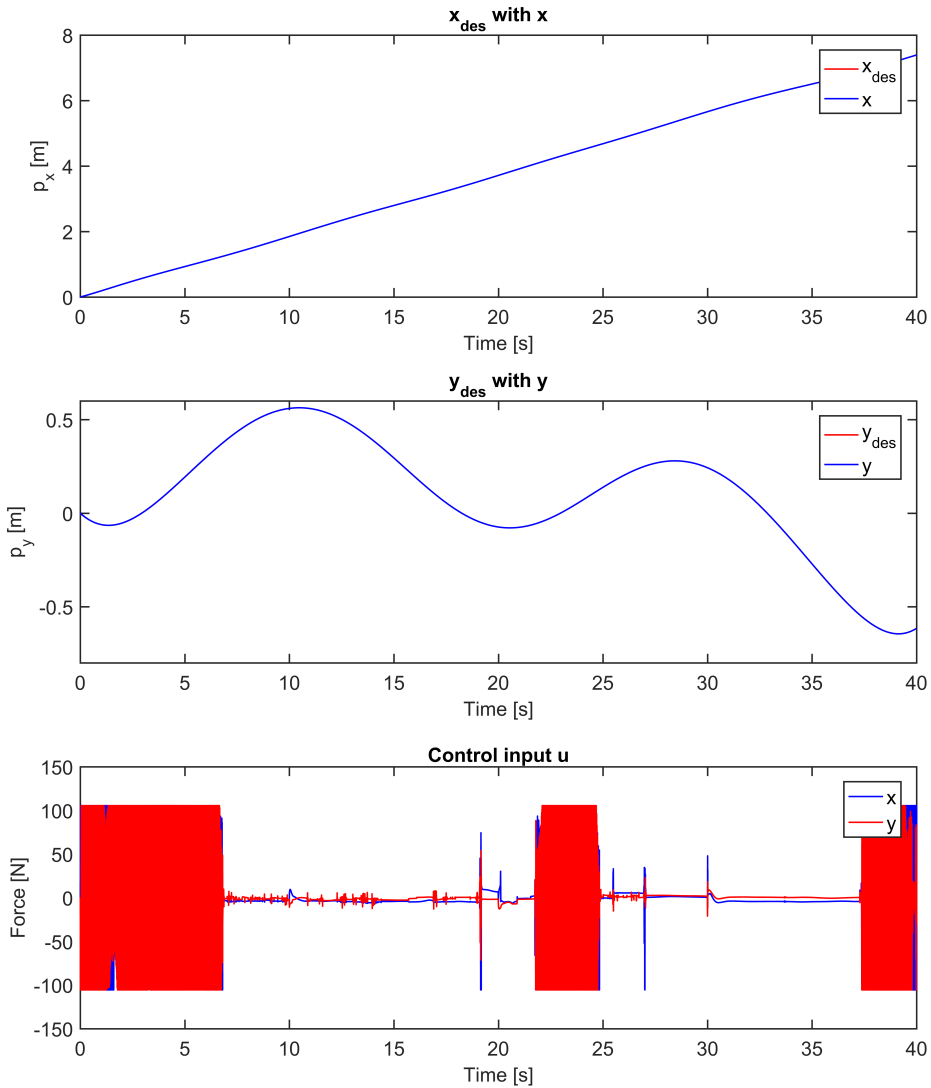 x_des with x
8
6
4
2
0
p_x [m]
x_des
x
0 5 10 15 20 25 30 35 40
Time [s]
y_des with y
0.5
0
-0.5
p_y [m]
y_des
y
0 5 10 15 20 25 30 35 40
Time [s]
Control input u
150
100
50
0
-50
-100
-150
Force [N]
x
y
0 5 10 15 20 25 30 35 40
Time [s]